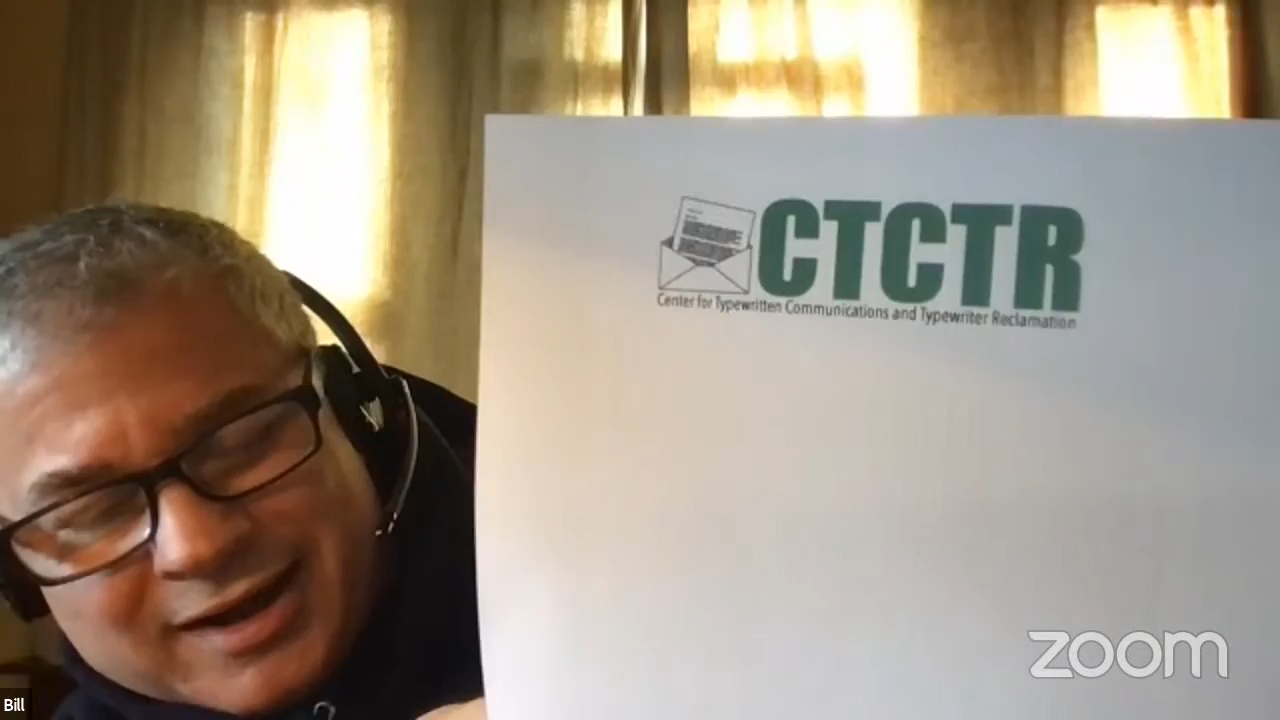 CTCTR
Center for Typewritten Communications and Typewriter Reclamation
zoom
Bill